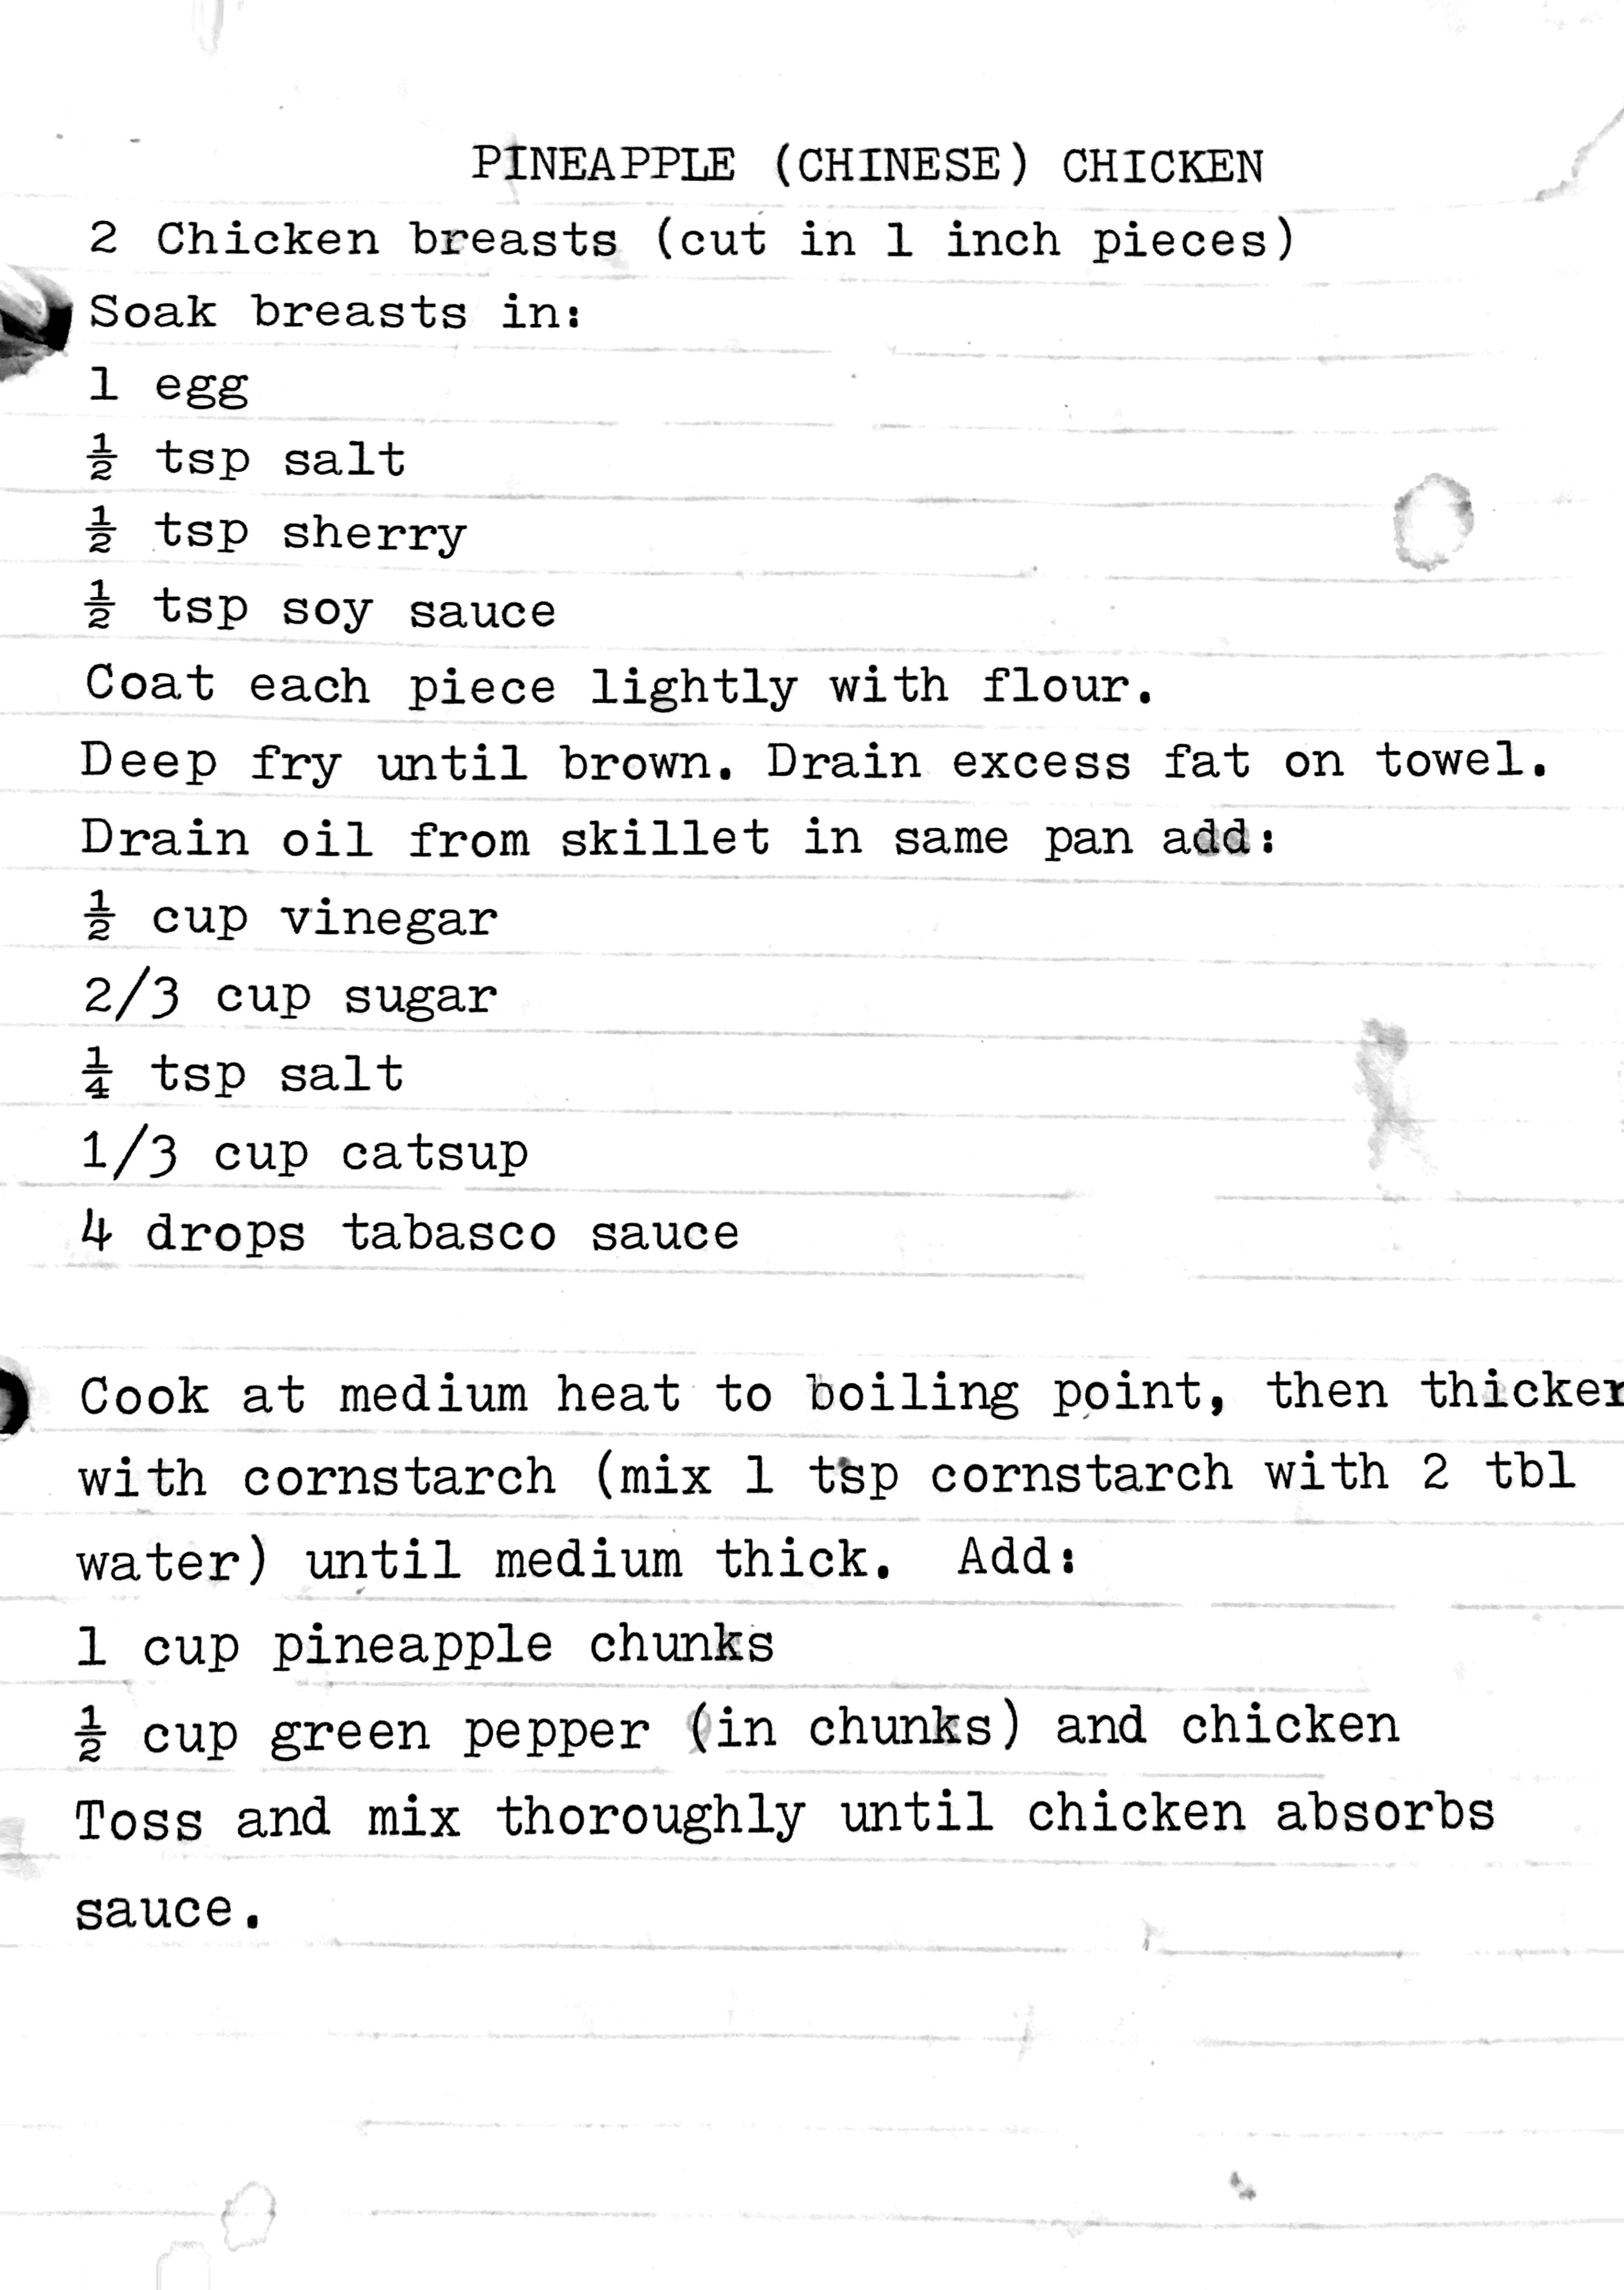 PINEAPPLE (CHINESE) CHICKEN
2 Chicken breasts (cut in 1 inch pieces)
Soak breasts in:
1 egg
½ tsp salt
½ tsp sherry
½ tsp soy sauce
Coat each piece lightly with flour.
Deep fry until brown. Drain excess fat on towel.
Drain oil from skillet in same pan add:
½ cup vinegar
2/3 cup sugar
¼ tsp salt
1/3 cup catsup
4 drops tabasco sauce
Cook at medium heat to boiling point, then thicken
with cornstarch (mix 1 tsp cornstarch with 2 tbl
water) until medium thick. Add:
1 cup pineapple chunks
½ cup green pepper (in chunks) and chicken
Toss and mix thoroughly until chicken absorbs
sauce.